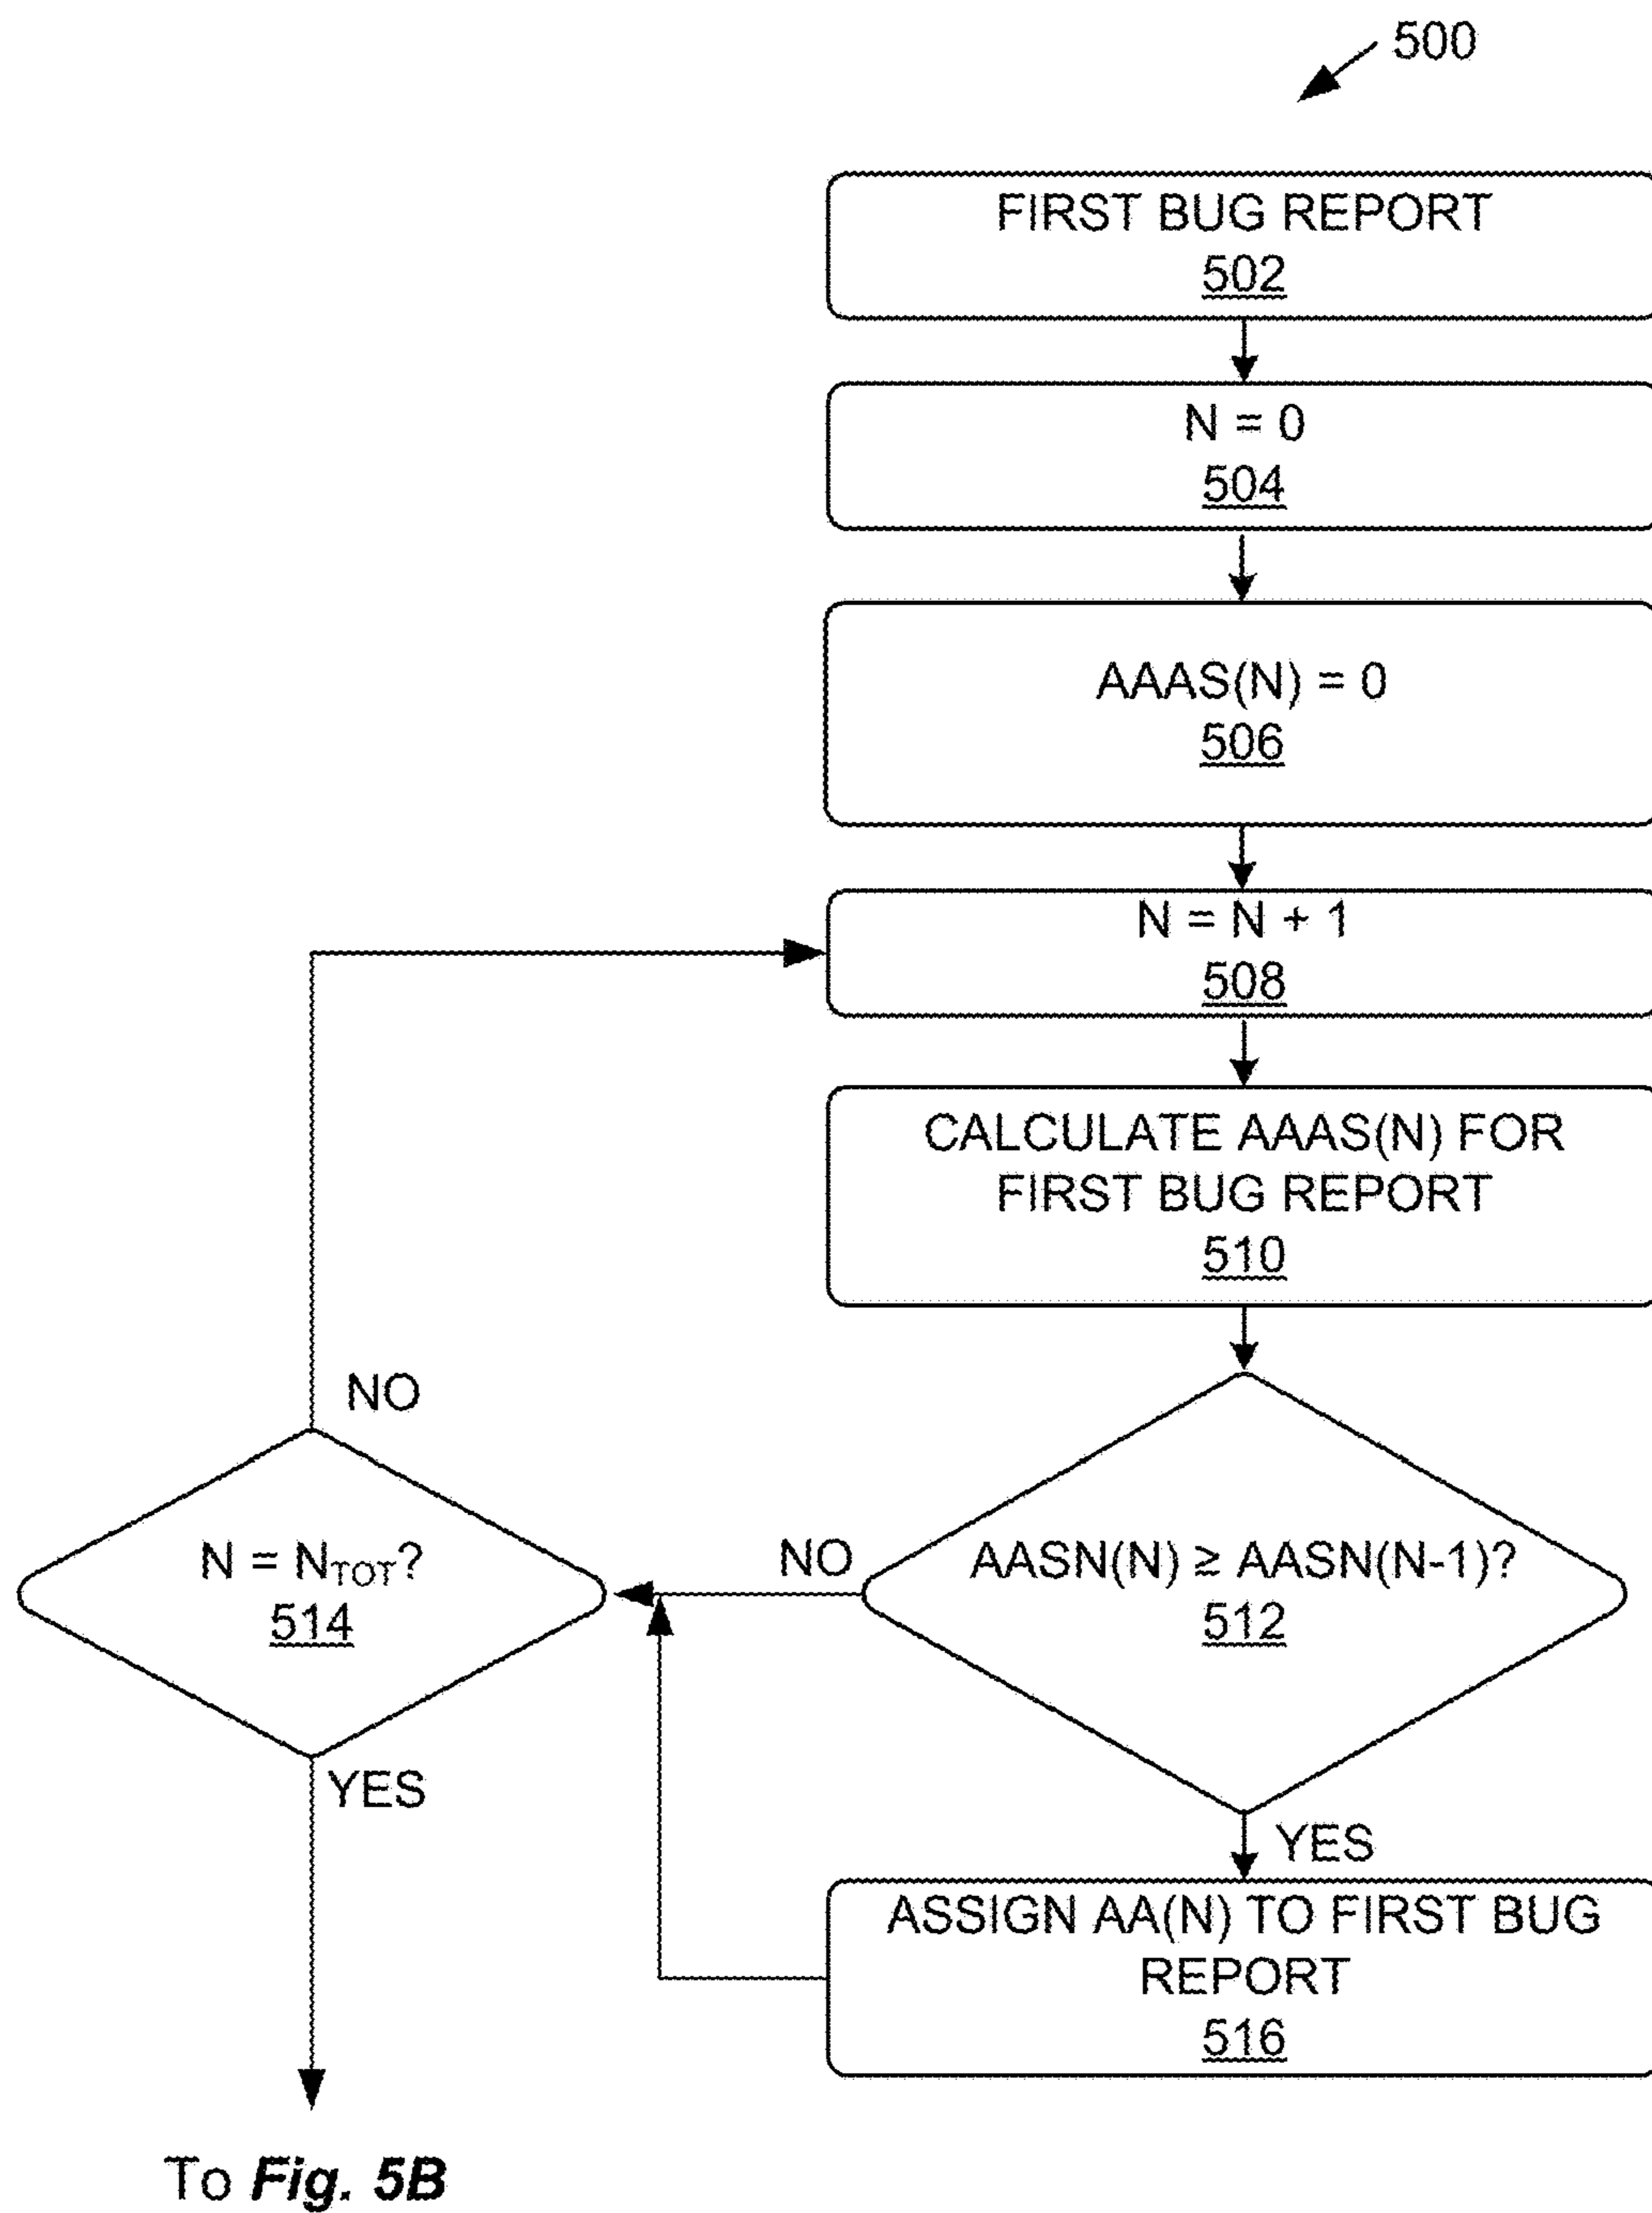 500
FIRST BUG REPORT
502
N = 0
504
AAAS(N) = 0
506
N = N + 1
508
CALCULATE AAAS(N) FOR
FIRST BUG REPORT
510
NO
N = NTOT?
514
NO
AASN(N) ≥ AASN(N-1)?
512
YES
YES
ASSIGN AA(N) TO FIRST BUG
REPORT
516
To Fig. 5B